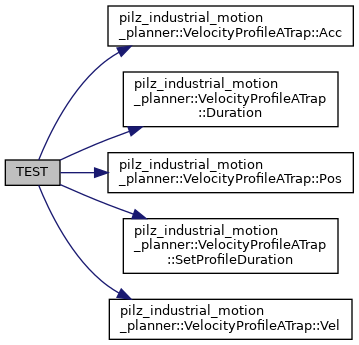 pilz_industrial_motion
_planner::VelocityProfileATrap::Acc
pilz_industrial_motion
_planner::VelocityProfileATrap
::Duration
TEST
pilz_industrial_motion
_planner::VelocityProfileATrap::Pos
pilz_industrial_motion
_planner::VelocityProfileATrap
::SetProfileDuration
pilz_industrial_motion
_planner::VelocityProfileATrap::Vel